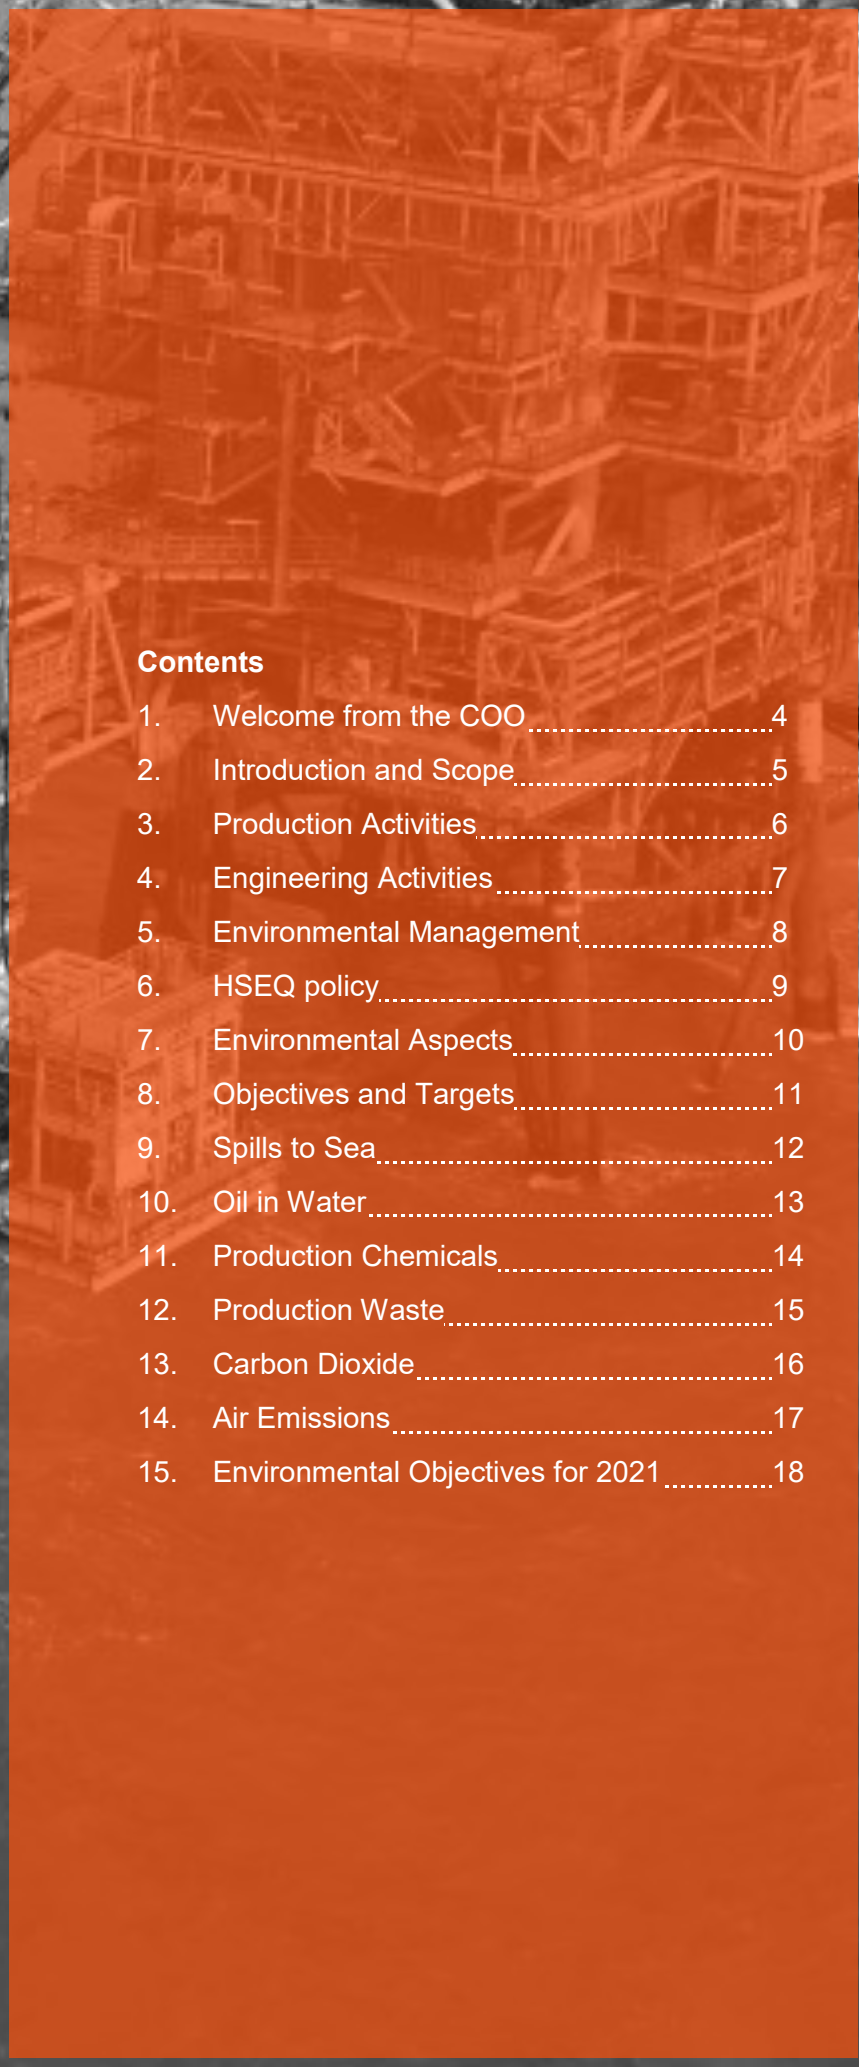 Contents
1. Welcome from the COO 4
2. Introduction and Scope 5
3. Production Activities 6
4. Engineering Activities 7
5. Environmental Management 8
6. HSEQ policy 9
7. Environmental Aspects 10
8. Objectives and Targets 11
9. Spills to Sea 12
10. Oil in Water 13
11. Production Chemicals 14
12. Production Waste 15
13. Carbon Dioxide 16
14. Air Emissions 17
15. Environmental Objectives for 2021 18